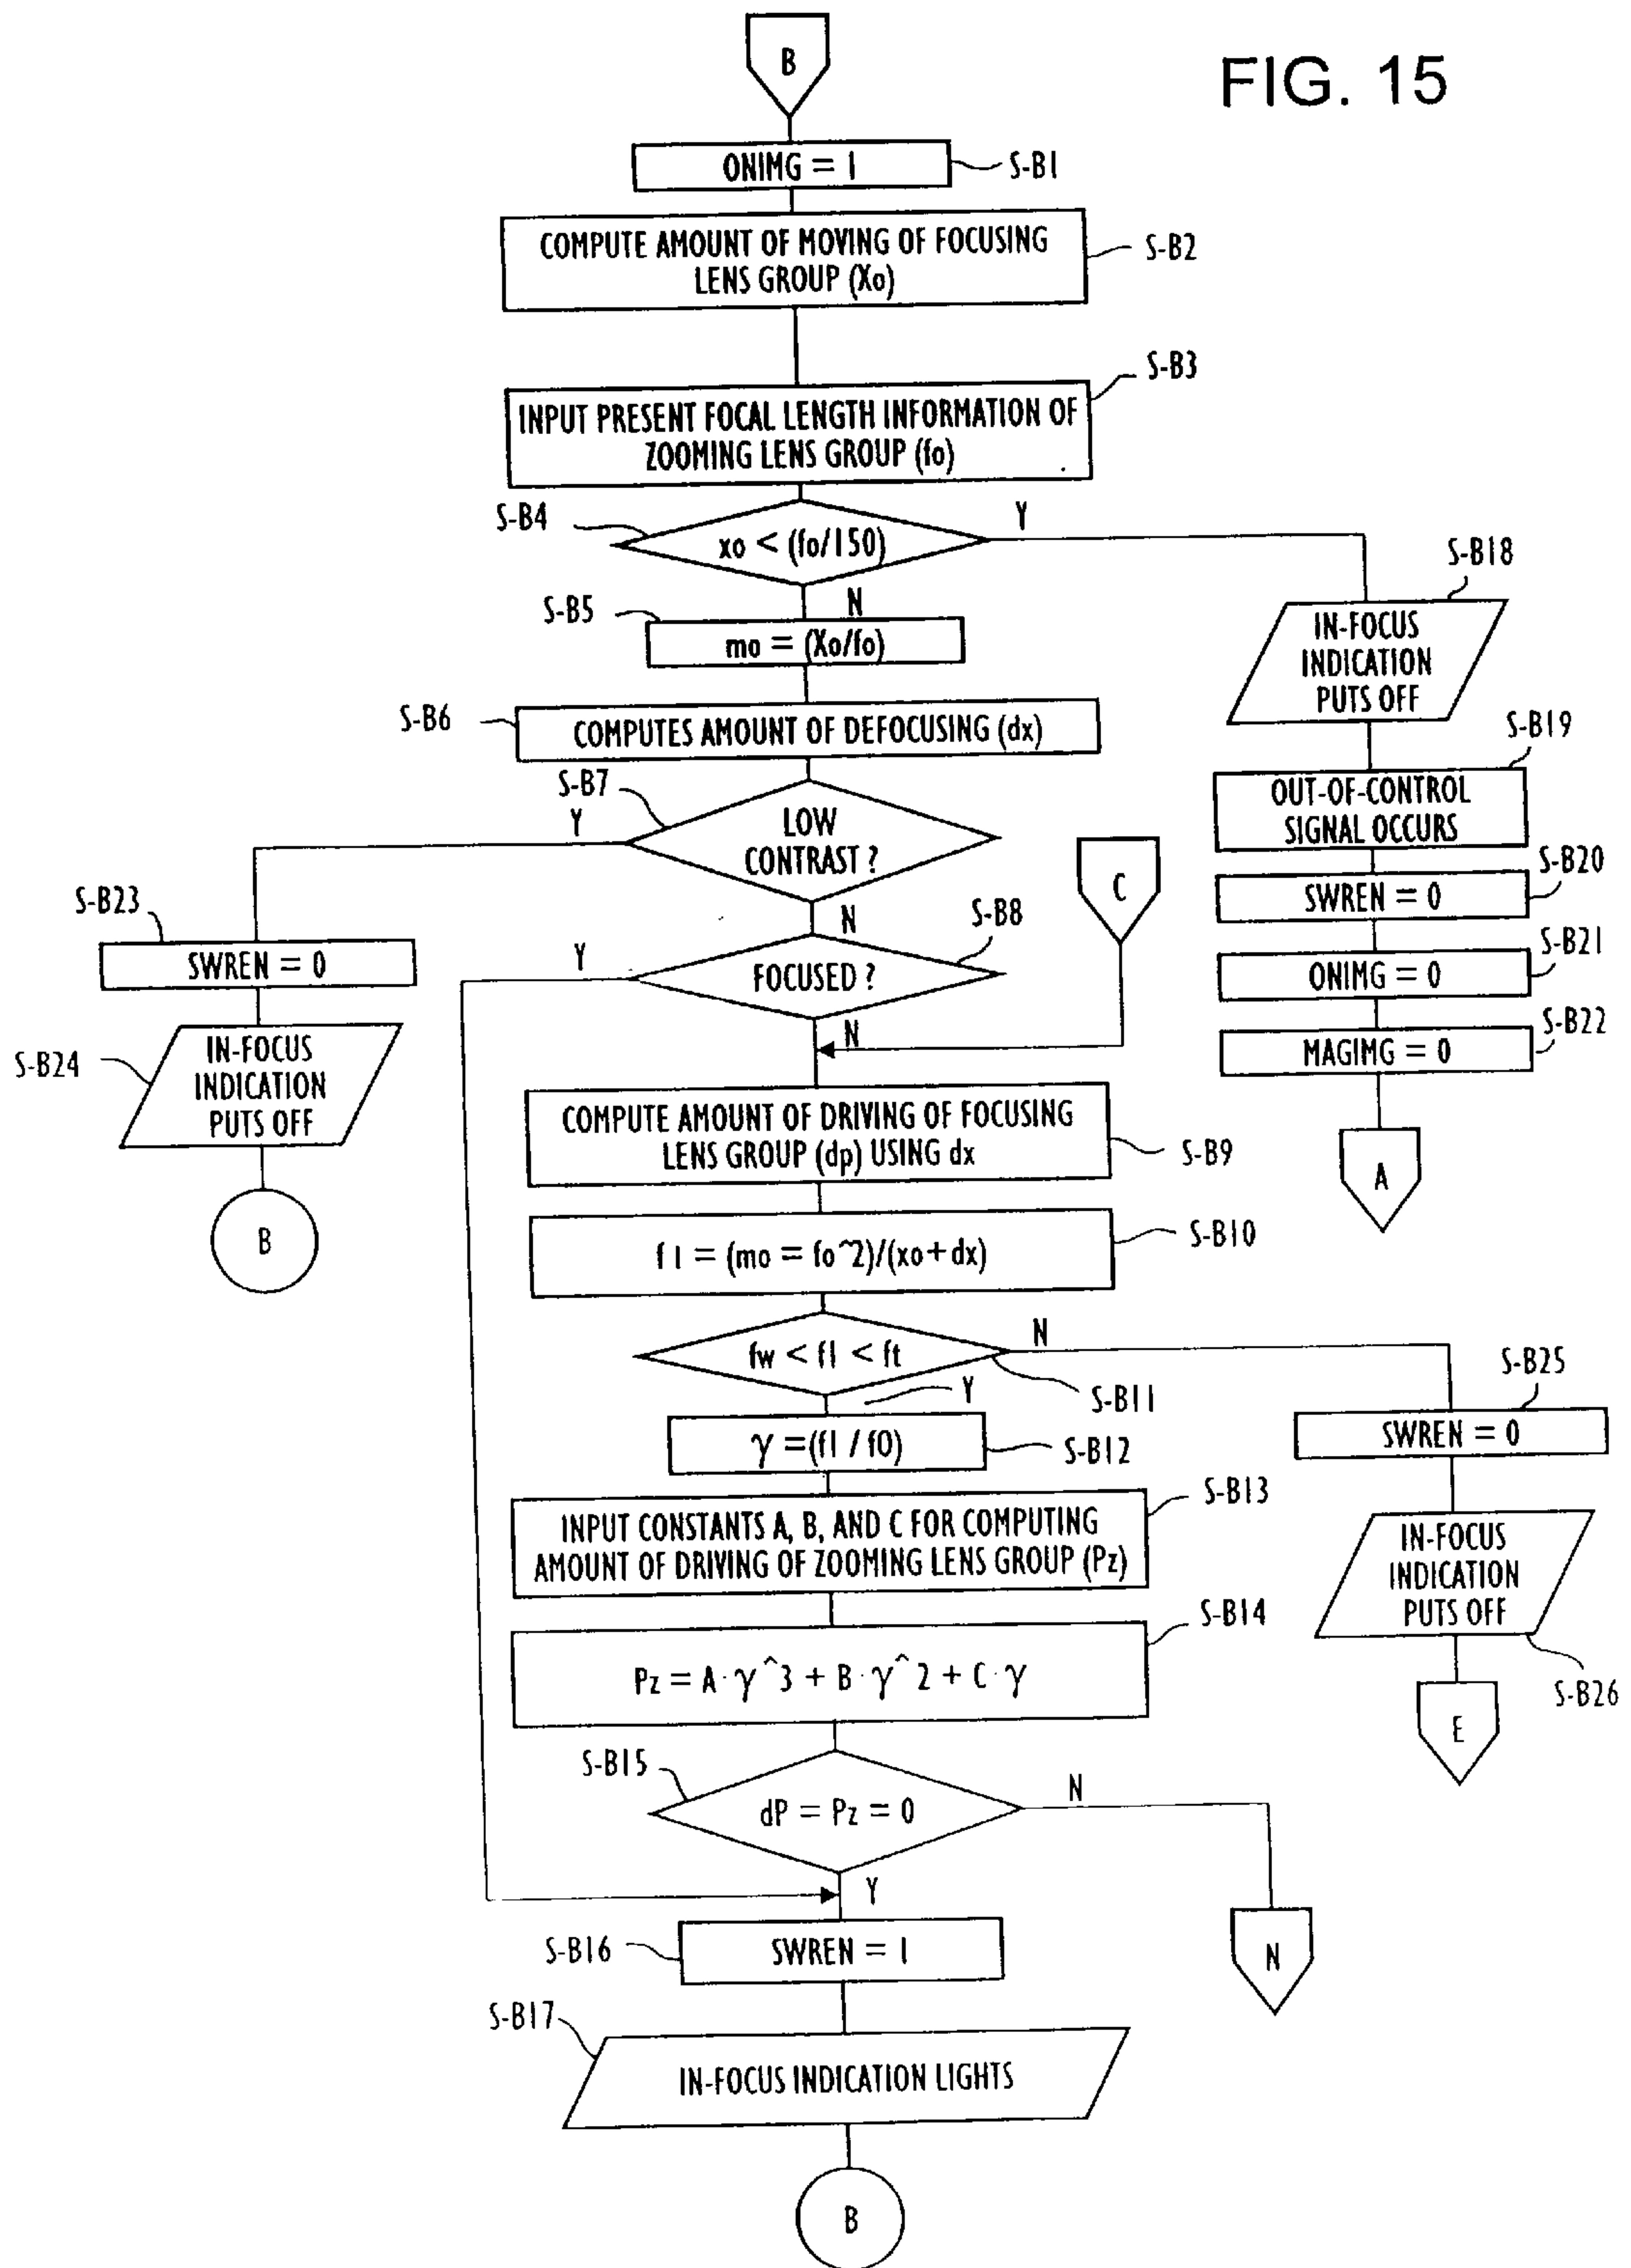 FIG. 15
B
ONIMG = 1
S-B1
COMPUTE AMOUNT OF MOVING OF FOCUSING
LENS GROUP (Xo)
S-B2
S-B3
INPUT PRESENT FOCAL LENGTH INFORMATION OF
ZOOMING LENS GROUP (fo)
S-B4
xo < (fo/150)
Y
N
S-B5
mo = (Xo/fo)
S-B18
IN-FOCUS
INDICATION
PUTS OFF
S-B6
COMPUTES AMOUNT OF DEFOCUSING (dx)
S-B19
OUT-OF-CONTROL
SIGNAL OCCURS
S-B7
LOW
CONTRAST ?
Y
N
C
S-B20
SWREN = 0
S-B23
SWREN = 0
S-B8
FOCUSED ?
Y
N
S-B21
ONIMG = 0
S-B22
MAGIMG = 0
A
S-B24
IN-FOCUS
INDICATION
PUTS OFF
B
COMPUTE AMOUNT OF DRIVING OF FOCUSING
LENS GROUP (dp) USING dx
S-B9
f1 = (mo = fo^2)/(xo+dx)
S-B10
fw < f1 < ft
N
Y
S-B11
S-B25
SWREN = 0
γ =(f1 / f0)
S-B12
S-B13
INPUT CONSTANTS A, B, AND C FOR COMPUTING
AMOUNT OF DRIVING OF ZOOMING LENS GROUP (Pz)
IN-FOCUS
INDICATION
PUTS OFF
S-B26
E
S-B14
Pz = A · γ^3 + B · γ^2 + C · γ
S-B15
dP = Pz = 0
N
Y
N
S-B16
SWREN = 1
S-B17
IN-FOCUS INDICATION LIGHTS
B